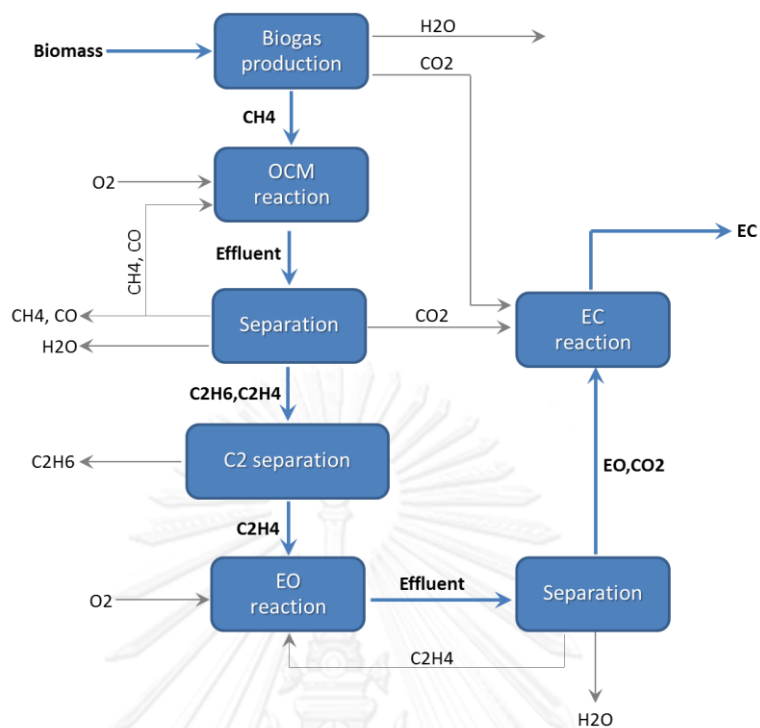 H2O
Biogas
production
Biomass
CO2
CH4
OCM
reaction
O2
CH4, CO
Effluent
EC
Separation
CH4, CO
CO2
EC
reaction
H2O
C2H6,C2H4
C2 separation
C2H6
EO,CO2
C2H4
EO
reaction
Effluent
Separation
O2
C2H4
H2O